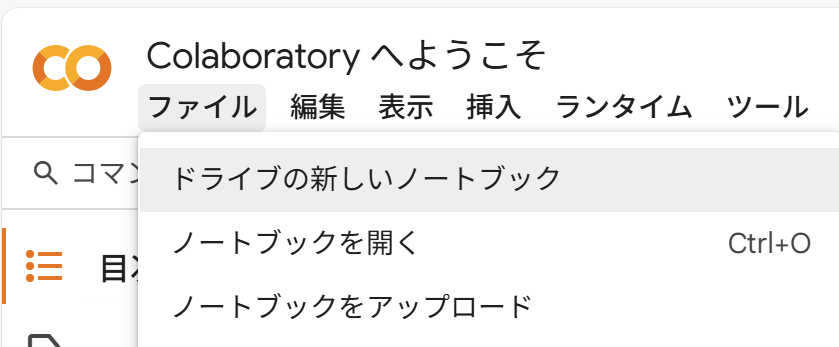 Colaboratory へようこそ
ファイル 編集 表示 挿入 ランタイム ツール
ドライブの新しいノートブック
ノートブックを開く Ctrl+O
ノートブックをアップロード
コマン
目次